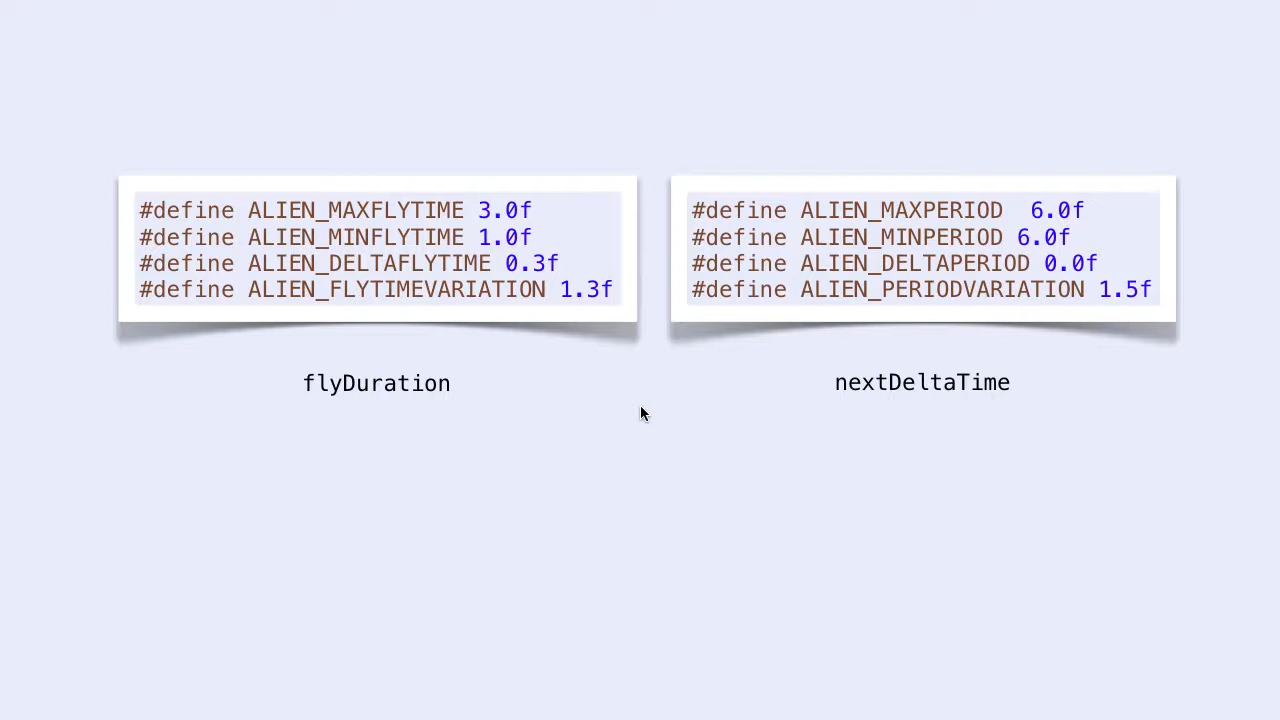 #define ALIEN_MAXFLYTIME 3.0f
#define ALIEN_MINFLYTIME 1.0f
#define ALIEN_DELTAFLYTIME 0.3f
#define ALIEN_FLYTIMEVARIATION 1.3f
flyDuration
#define ALIEN_MAXPERIOD  6.0f
#define ALIEN_MINPERIOD 6.0f
#define ALIEN_DELTAPERIOD 0.0f
#define ALIEN_PERIODVARIATION 1.5f
nextDeltaTime